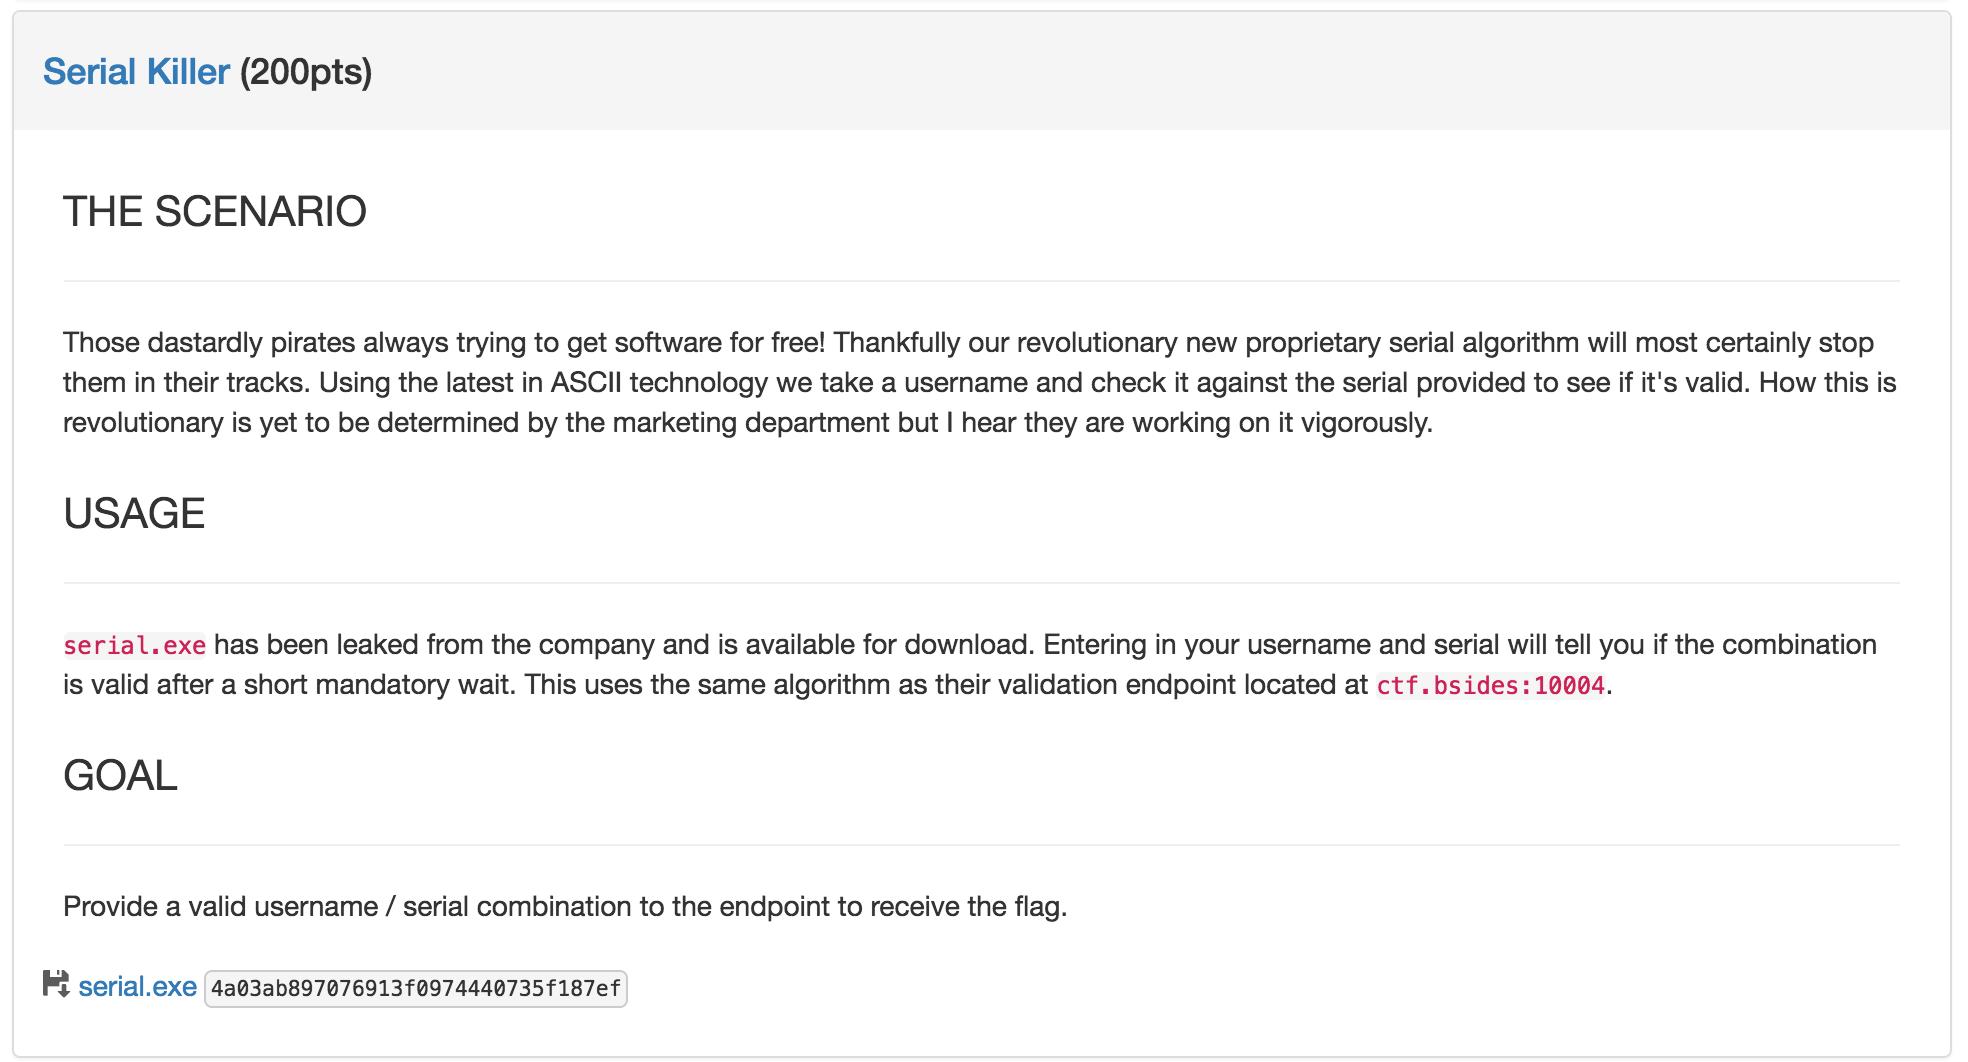 Serial Killer (200pts)
THE SCENARIO
Those dastardly pirates always trying to get software for free! Thankfully our revolutionary new proprietary serial algorithm will most certainly stop
them in their tracks. Using the latest in ASCII technology we take a username and check it against the serial provided to see if it's valid. How this is
revolutionary is yet to be determined by the marketing department but I hear they are working on it vigorously.
USAGE
serial.exe has been leaked from the company and is available for download. Entering in your username and serial will tell you if the combination
is valid after a short mandatory wait. This uses the same algorithm as their validation endpoint located at ctf.bsides:10004.
GOAL
Provide a valid username / serial combination to the endpoint to receive the flag.
serial.exe 4a03ab897076913f0974440735f187ef